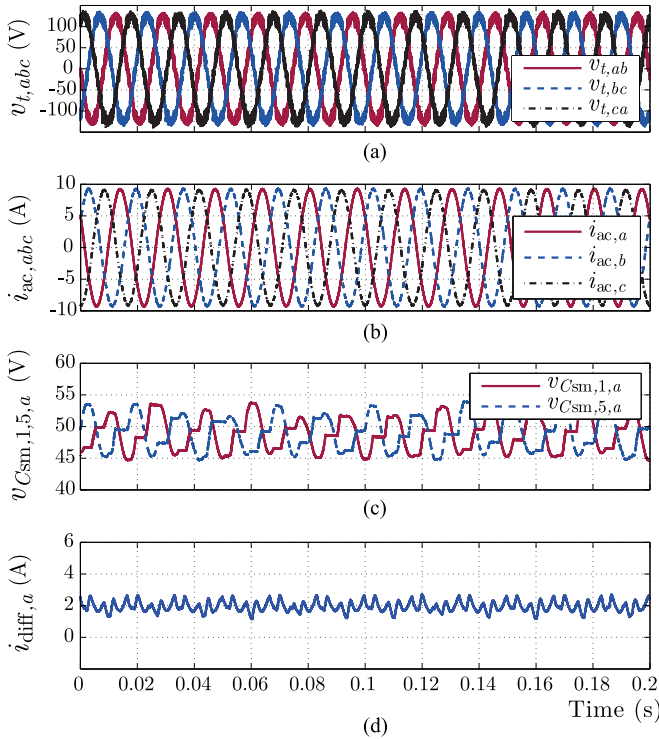 v_{t,abc} (V)
100
50
0
-50
-100
v_{t,ab}
v_{t,bc}
v_{t,ca}
(a)
i_{ac,abc} (A)
10
5
0
-5
-10
i_{ac,a}
i_{ac,b}
i_{ac,c}
(b)
v_{Csm,1,5,a} (V)
60
55
50
45
40
v_{Csm,1,a}
v_{Csm,5,a}
(c)
i_{diff,a} (A)
6
4
2
0
0 0.02 0.04 0.06 0.08 0.1 0.12 0.14 0.16 0.18 0.2
Time (s)
(d)